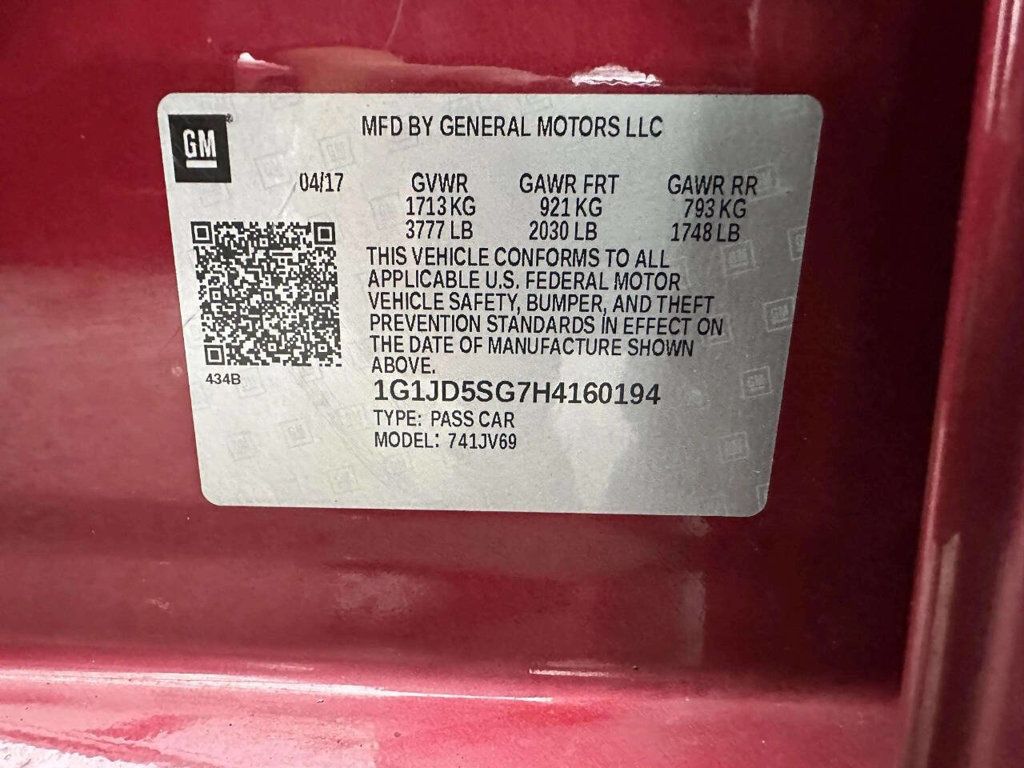 GM
MFD BY GENERAL MOTORS LLC
04/17 GVWR GAWR FRT GAWR RR
1713 KG 921 KG 793 KG
3777 LB 2030 LB 1748 LB
THIS VEHICLE CONFORMS TO ALL
APPLICABLE U.S. FEDERAL MOTOR
VEHICLE SAFETY, BUMPER, AND THEFT
PREVENTION STANDARDS IN EFFECT ON
THE DATE OF MANUFACTURE SHOWN
ABOVE.
434B
1G1JD5SG7H4160194
TYPE: PASS CAR
MODEL: 741JV69